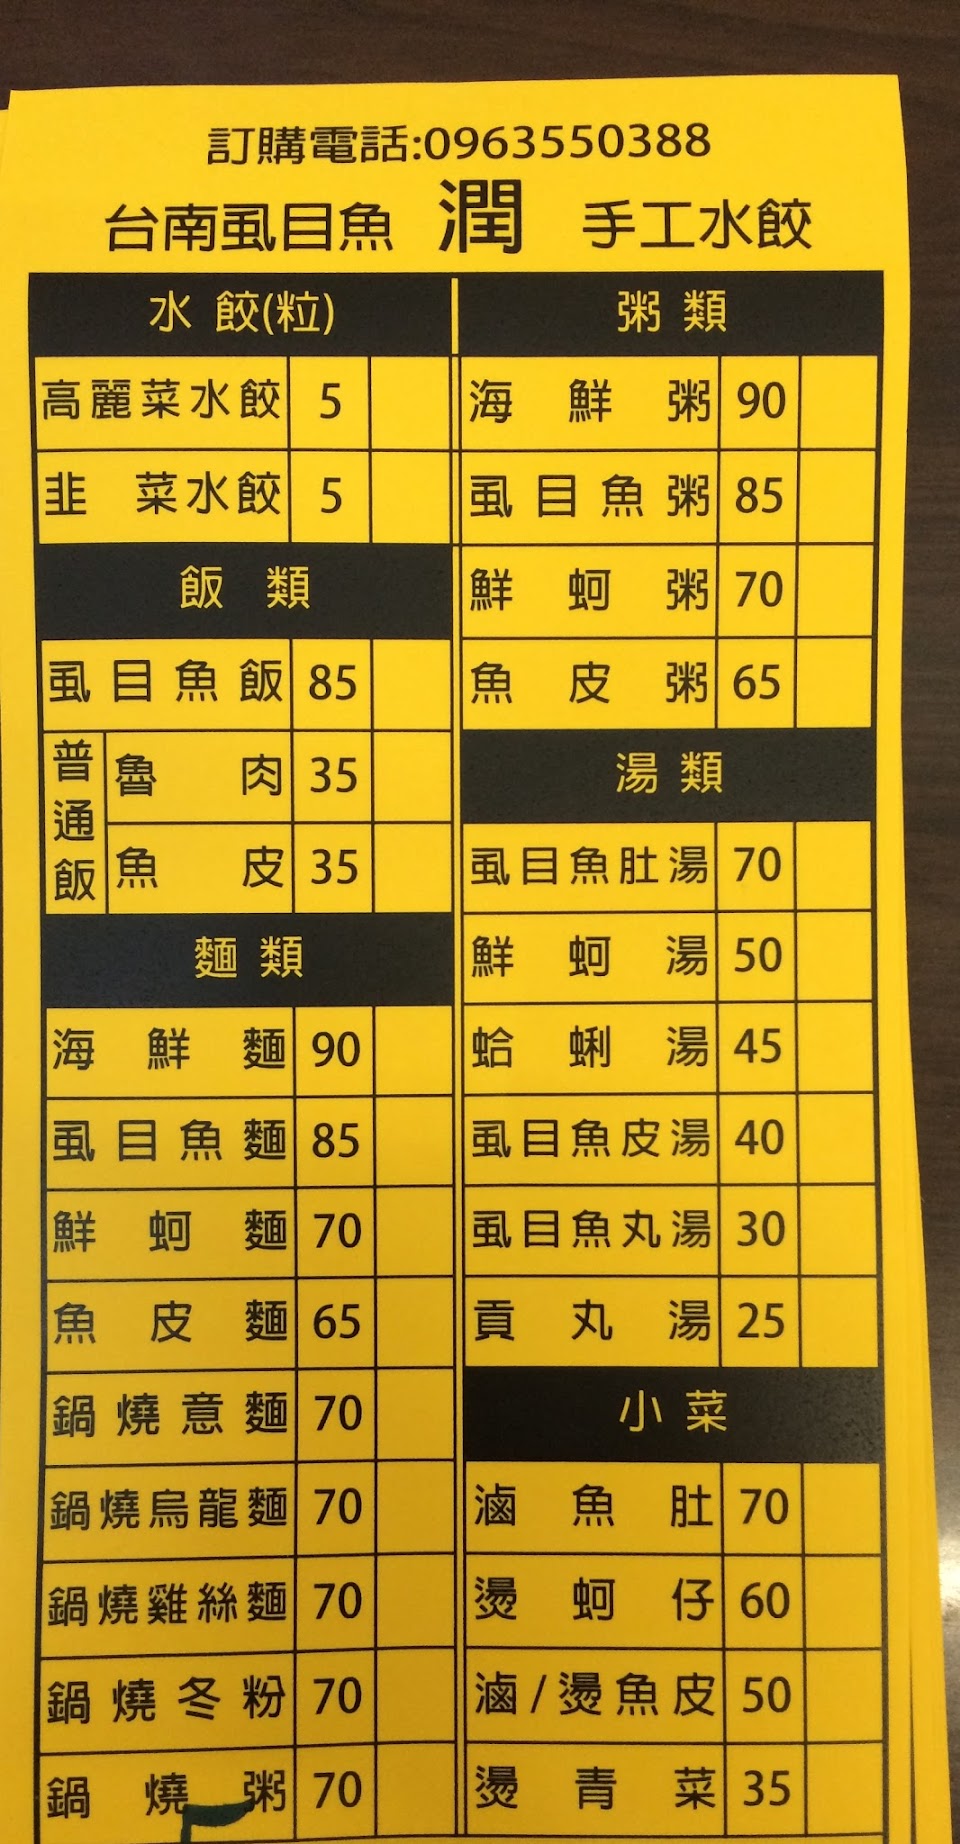 訂購電話:0963550388
台南虱目魚 潤 手工水餃
水餃(粒)
高麗菜水餃 5
韭菜水餃 5
飯類
虱目魚飯 85
普通飯
魯肉 35
魚皮 35
麵類
海鮮麵 90
虱目魚麵 85
鮮蚵麵 70
魚皮麵 65
鍋燒意麵 70
鍋燒烏龍麵 70
鍋燒雞絲麵 70
鍋燒冬粉 70
鍋燒粥 70
粥類
海鮮粥 90
虱目魚粥 85
鮮蚵粥 70
魚皮粥 65
湯類
虱目魚肚湯 70
鮮蚵湯 50
蛤蜊湯 45
虱目魚皮湯 40
虱目魚丸湯 30
貢丸湯 25
小菜
滷魚肚 70
燙蚵仔 60
滷/燙魚皮 50
燙青菜 35